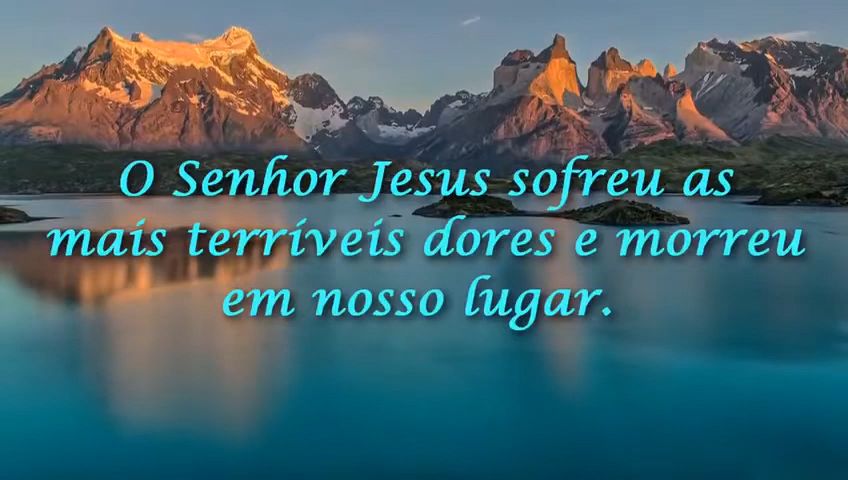 O Senhor Jesus sofreu as
mais terríveis dores e morreu
em nosso lugar.